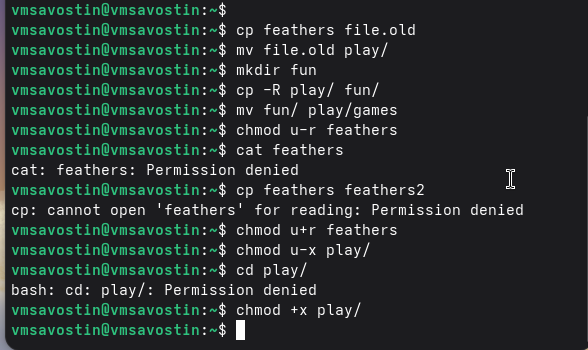 vmsavostin@vmsavostin:~$
vmsavostin@vmsavostin:~$ cp feathers file.old
vmsavostin@vmsavostin:~$ mv file.old play/
vmsavostin@vmsavostin:~$ mkdir fun
vmsavostin@vmsavostin:~$ cp -R play/ fun/
vmsavostin@vmsavostin:~$ mv fun/ play/games
vmsavostin@vmsavostin:~$ chmod u-r feathers
vmsavostin@vmsavostin:~$ cat feathers
cat: feathers: Permission denied
vmsavostin@vmsavostin:~$ cp feathers feathers2
cp: cannot open 'feathers' for reading: Permission denied
vmsavostin@vmsavostin:~$ chmod u+r feathers
vmsavostin@vmsavostin:~$ chmod u-x play/
vmsavostin@vmsavostin:~$ cd play/
bash: cd: play/: Permission denied
vmsavostin@vmsavostin:~$ chmod +x play/
vmsavostin@vmsavostin:~$